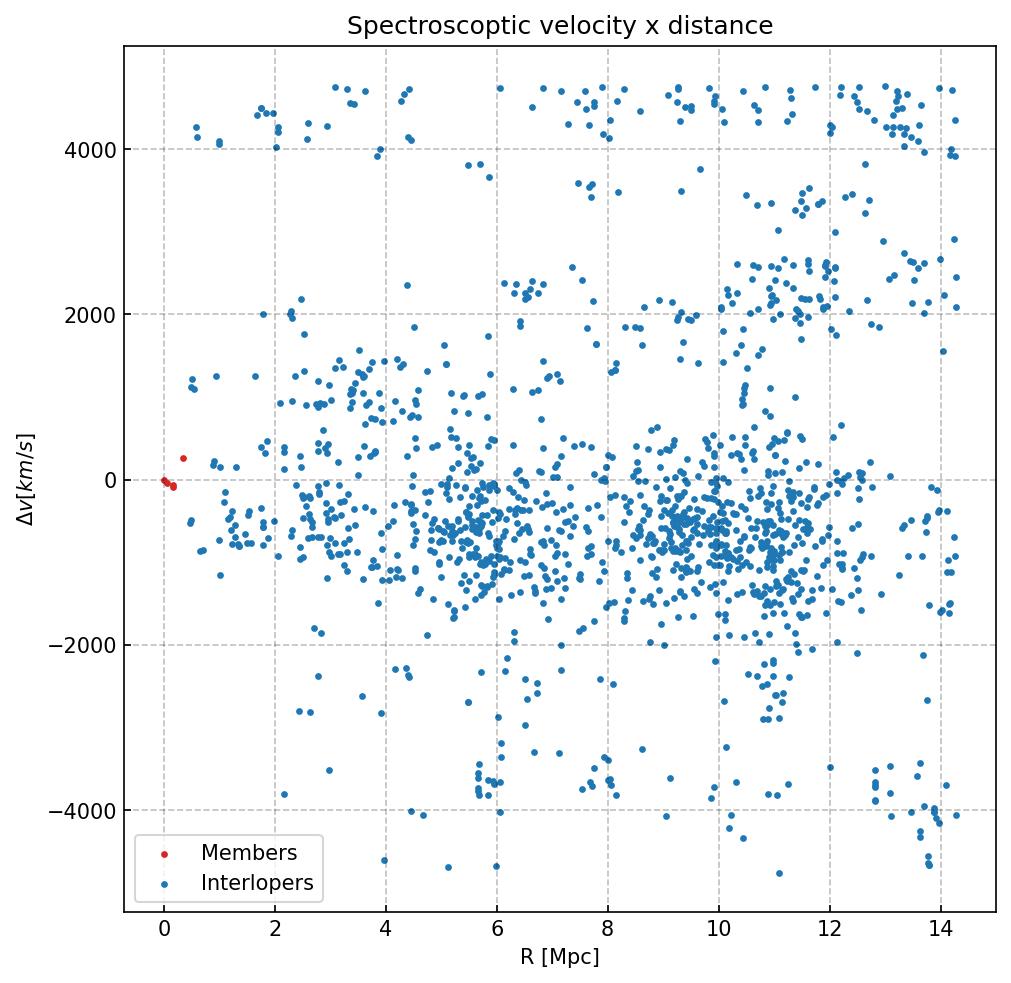 Spectroscoptic velocity x distance
Δv[km/s]
4000
2000
0
−2000
−4000
Members
Interlopers
0 2 4 6 8 10 12 14
R [Mpc]